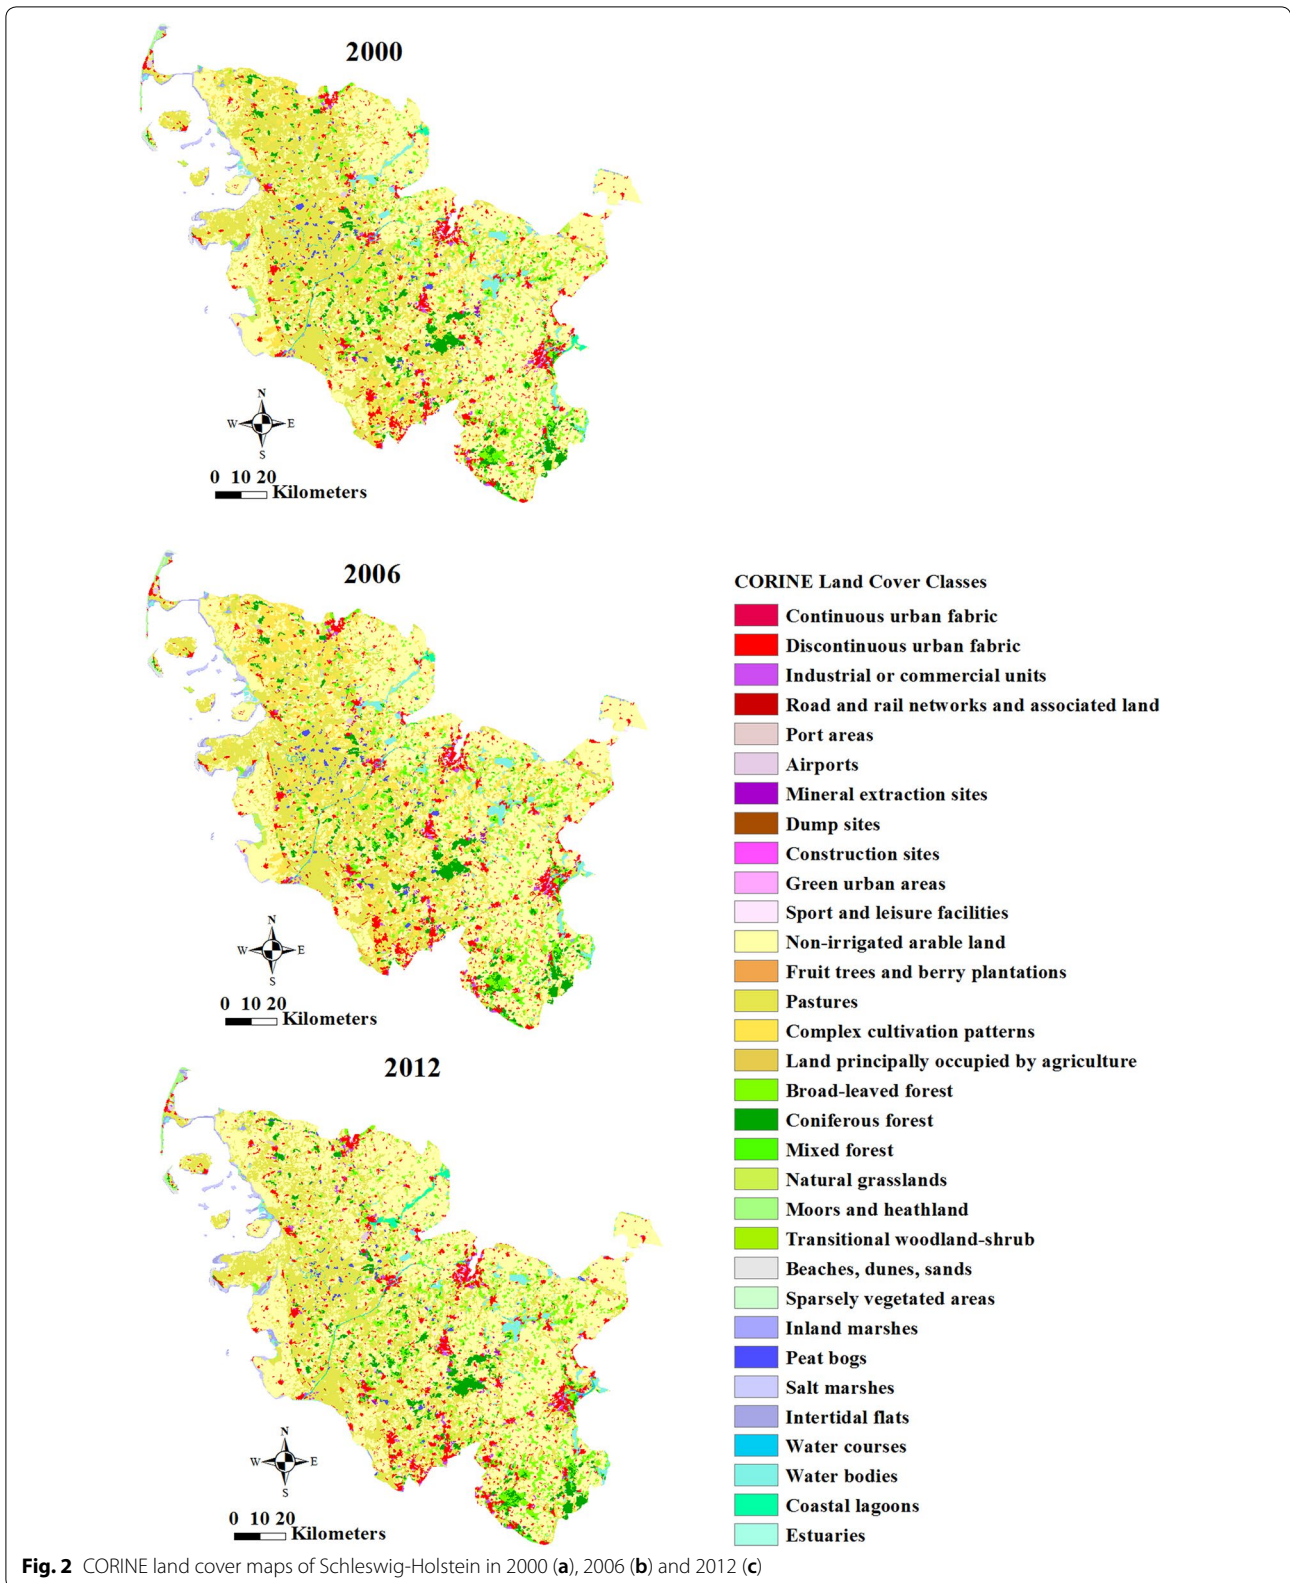 2000
N
W E
S
0 10 20
Kilometers
2006
N
W E
S
0 10 20
Kilometers
2012
N
W E
S
0 10 20
Kilometers
CORINE Land Cover Classes
Continuous urban fabric
Discontinuous urban fabric
Industrial or commercial units
Road and rail networks and associated land
Port areas
Airports
Mineral extraction sites
Dump sites
Construction sites
Green urban areas
Sport and leisure facilities
Non-irrigated arable land
Fruit trees and berry plantations
Pastures
Complex cultivation patterns
Land principally occupied by agriculture
Broad-leaved forest
Coniferous forest
Mixed forest
Natural grasslands
Moors and heathland
Transitional woodland-shrub
Beaches, dunes, sands
Sparsely vegetated areas
Inland marshes
Peat bogs
Salt marshes
Intertidal flats
Water courses
Water bodies
Coastal lagoons
Estuaries
Fig. 2 CORINE land cover maps of Schleswig-Holstein in 2000 (a), 2006 (b) and 2012 (c)